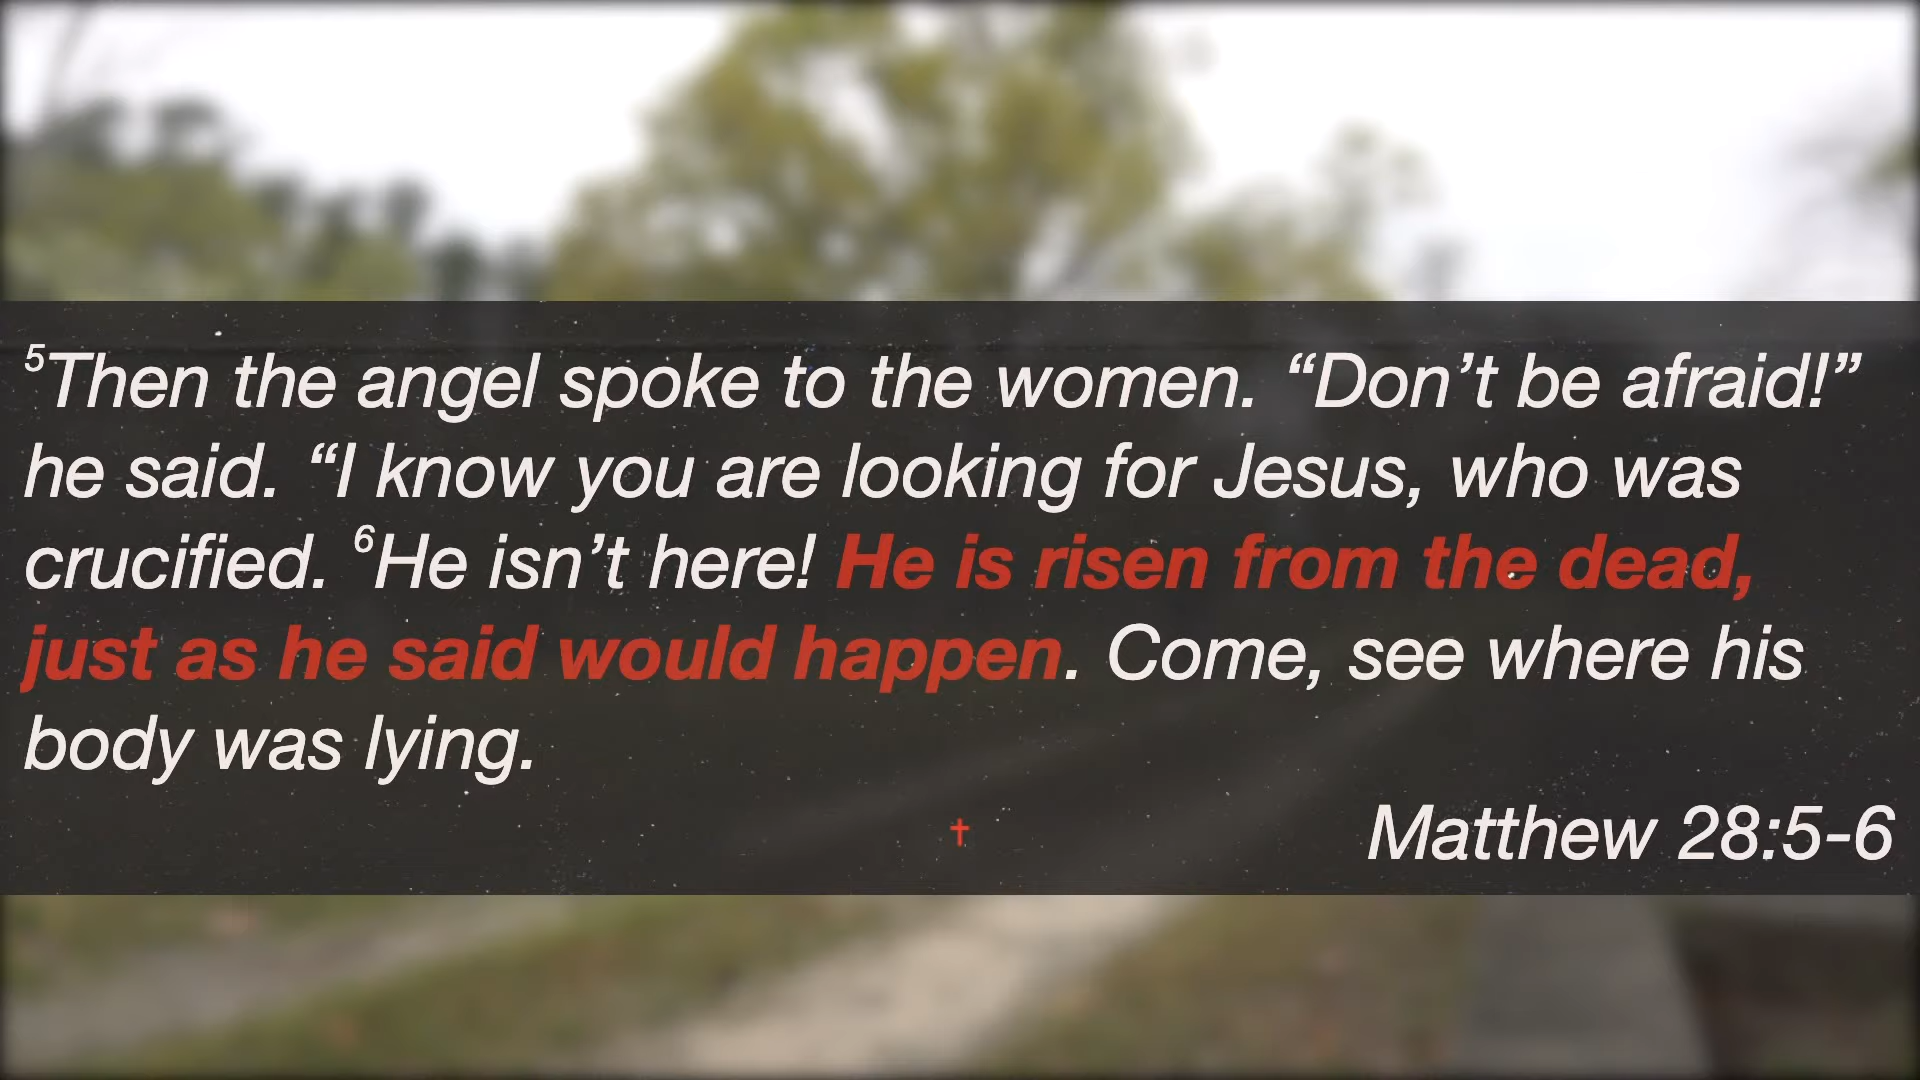 ⁵Then the angel spoke to the women. “Don’t be afraid!”
he said. “I know you are looking for Jesus, who was
crucified. ⁶He isn’t here! He is risen from the dead,
just as he said would happen. Come, see where his
body was lying.
Matthew 28:5-6